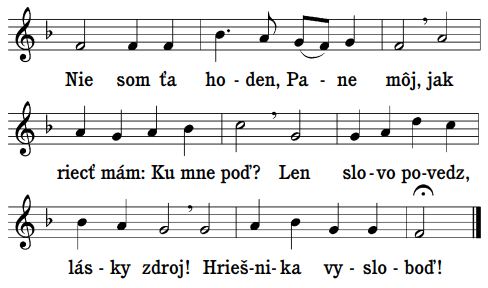 Nie som ťa ho - den, Pa - ne môj, jak
riecť mám: Ku mne poď? Len slo - vo po - vedz,
lás - ky zdroj! Hrieš - ni - ka vy - slo - boď!